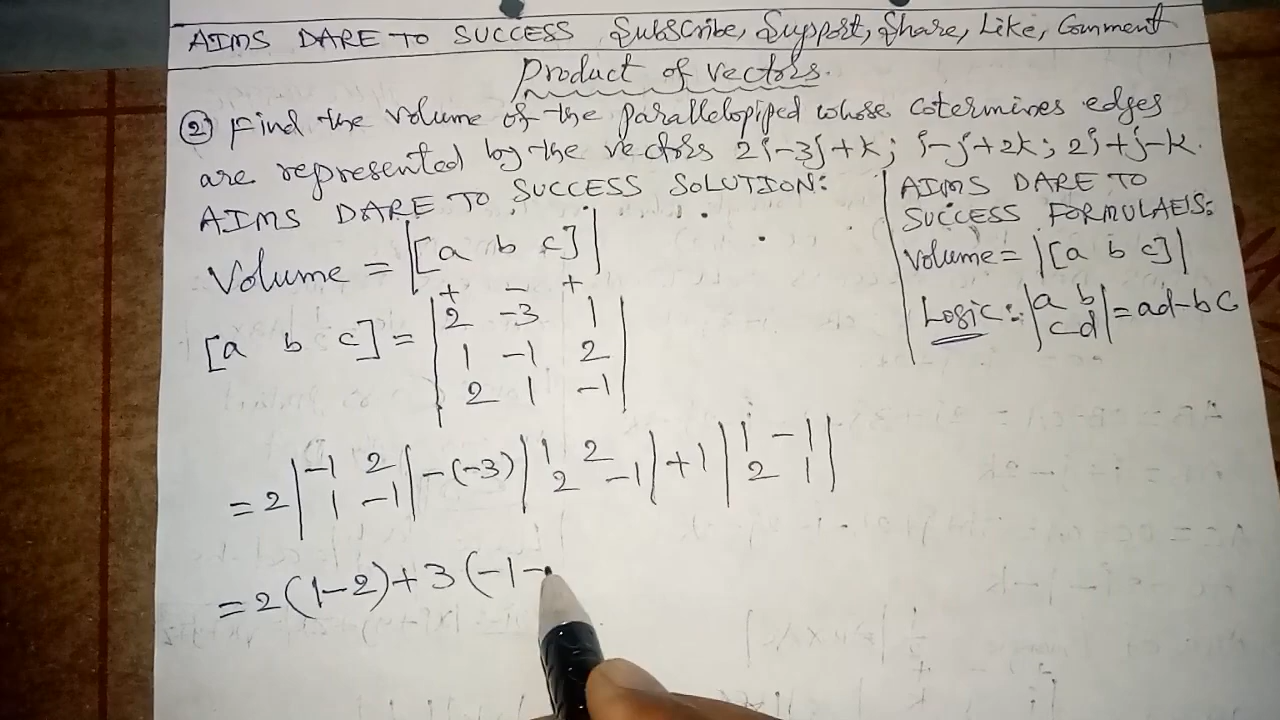 AIMS DARE TO SUCCESS Subscribe, Support, Share, Like, Comment
Product of vectors.
② Find the volume of the parallelopiped whose cotermines edges
are represented by the vectors 2i-3j+k; i-j+2k; 2i+j-k.
AIMS DARE TO SUCCESS SOLUTION:
Volume = |[a b c]|
[a b c] = | 2 -3 1 |
+ - +
| 1 -1 2 |
| 2 1 -1 |
= 2 | -1 2 | -(-3) | 1 2 | +1 | 1 -1 |
| 1 -1 | | 2 -1 | | 2 1 |
= 2(1-2)+3(-1-
AIMS DARE TO
SUCCESS FORMULAE'S:
Volume = |[a b c]|
Logic: |a b| = ad-bc
|c d|